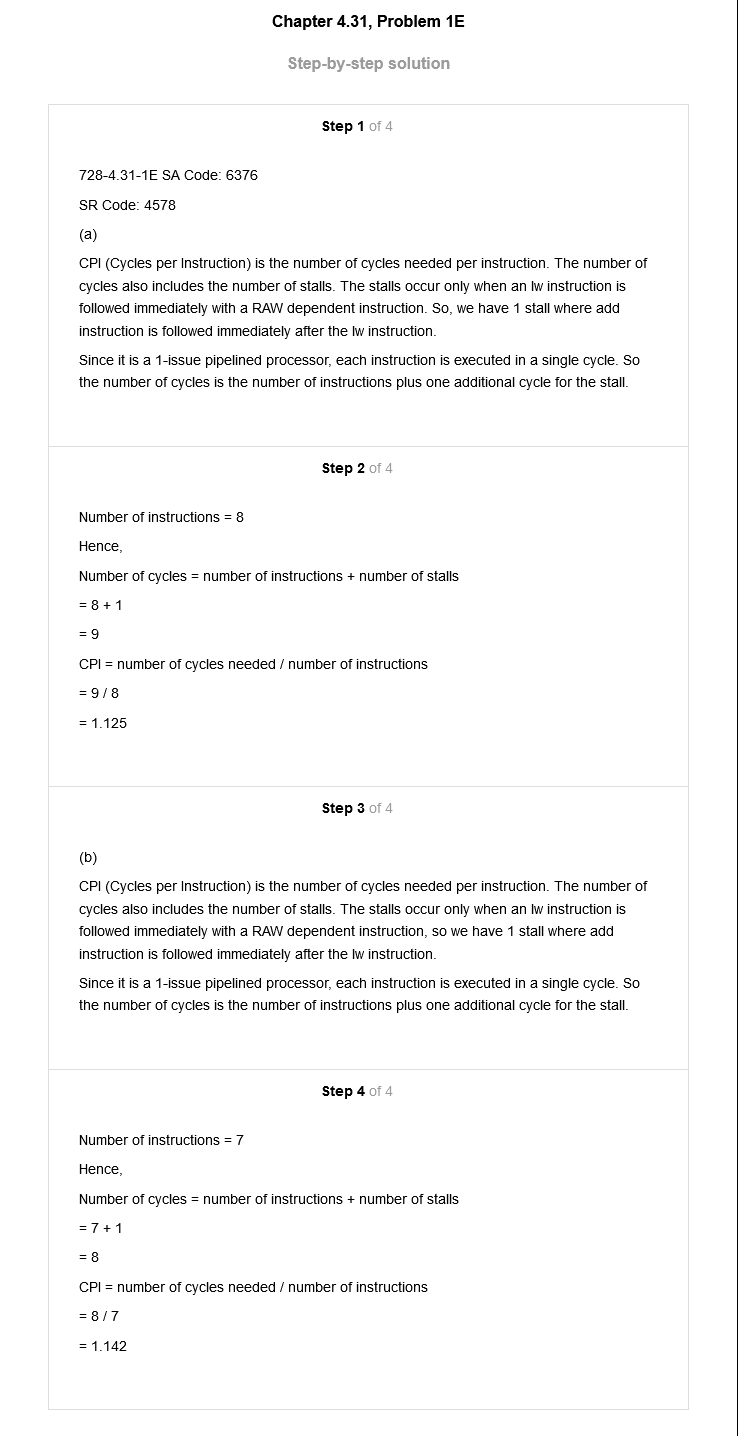 Chapter 4.31, Problem 1E
Step-by-step solution
Step 1 of 4
728-4.31-1E SA Code: 6376
SR Code: 4578
(a)
CPI (Cycles per Instruction) is the number of cycles needed per instruction. The number of
cycles also includes the number of stalls. The stalls occur only when an lw instruction is
followed immediately with a RAW dependent instruction. So, we have 1 stall where add
instruction is followed immediately after the lw instruction.
Since it is a 1-issue pipelined processor, each instruction is executed in a single cycle. So
the number of cycles is the number of instructions plus one additional cycle for the stall.
Step 2 of 4
Number of instructions = 8
Hence,
Number of cycles = number of instructions + number of stalls
= 8 + 1
= 9
CPI = number of cycles needed / number of instructions
= 9 / 8
= 1.125
Step 3 of 4
(b)
CPI (Cycles per Instruction) is the number of cycles needed per instruction. The number of
cycles also includes the number of stalls. The stalls occur only when an lw instruction is
followed immediately with a RAW dependent instruction, so we have 1 stall where add
instruction is followed immediately after the lw instruction.
Since it is a 1-issue pipelined processor, each instruction is executed in a single cycle. So
the number of cycles is the number of instructions plus one additional cycle for the stall.
Step 4 of 4
Number of instructions = 7
Hence,
Number of cycles = number of instructions + number of stalls
= 7 + 1
= 8
CPI = number of cycles needed / number of instructions
= 8 / 7
= 1.142